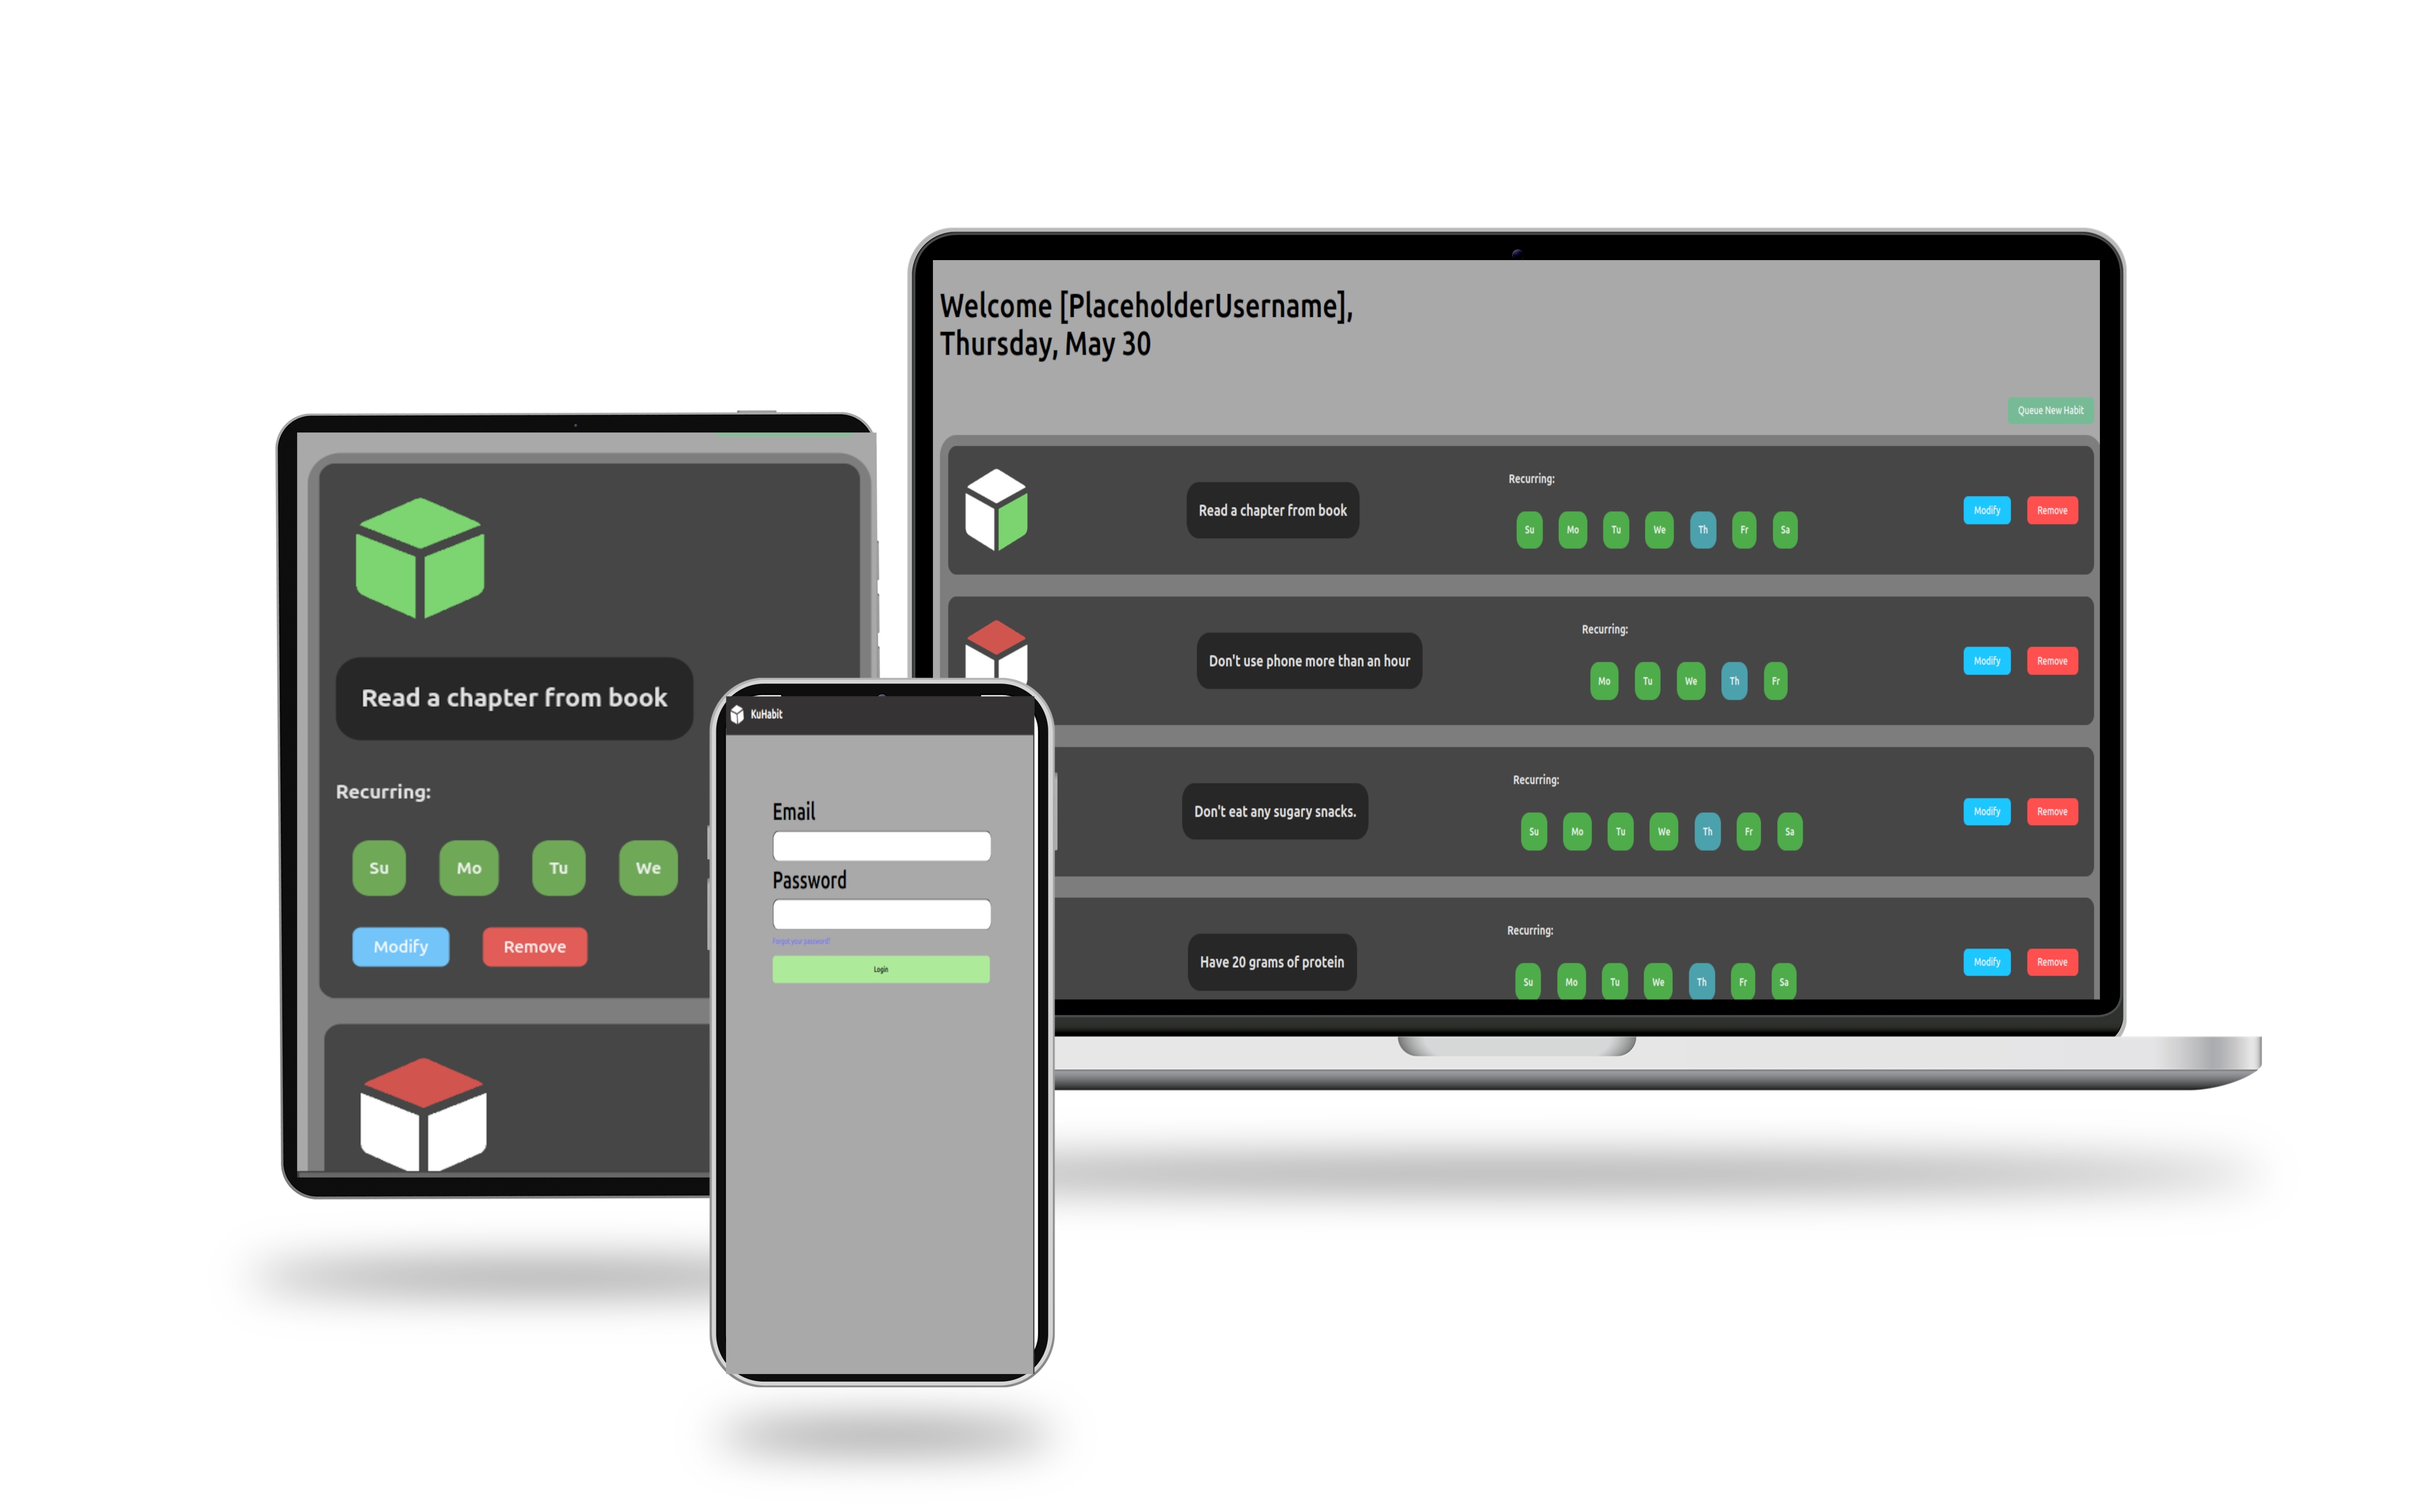 Welcome [PlaceholderUsername],
Thursday, May 30
Queue New Habit
Read a chapter from book
Recurring:
Su Mo Tu We Th Fr Sa
Modify Remove
Don't use phone more than an hour
Recurring:
Mo Tu We Th Fr
Modify Remove
Don't eat any sugary snacks.
Recurring:
Su Mo Tu We Th Fr Sa
Modify Remove
Have 20 grams of protein
Recurring:
Su Mo Tu We Th Fr Sa
Modify Remove
Read a chapter from book
Recurring:
Su Mo Tu We
Modify Remove
KuHabit
Email
Password
Forgot your password?
Login